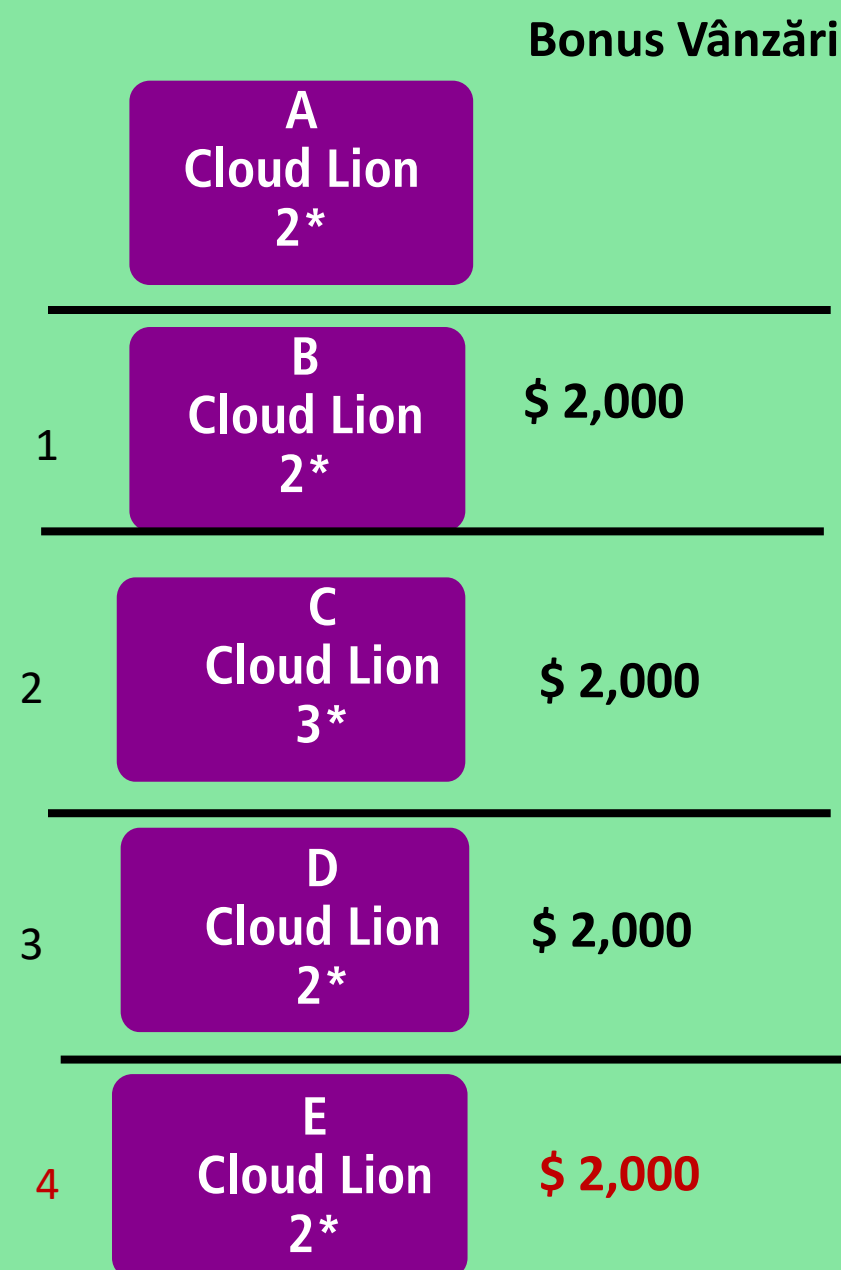 Bonus Vânzări
A
Cloud Lion
2*
B
Cloud Lion
2*
1
$ 2,000
C
Cloud Lion
3*
2
$ 2,000
D
Cloud Lion
2*
3
$ 2,000
E
Cloud Lion
2*
4
$ 2,000